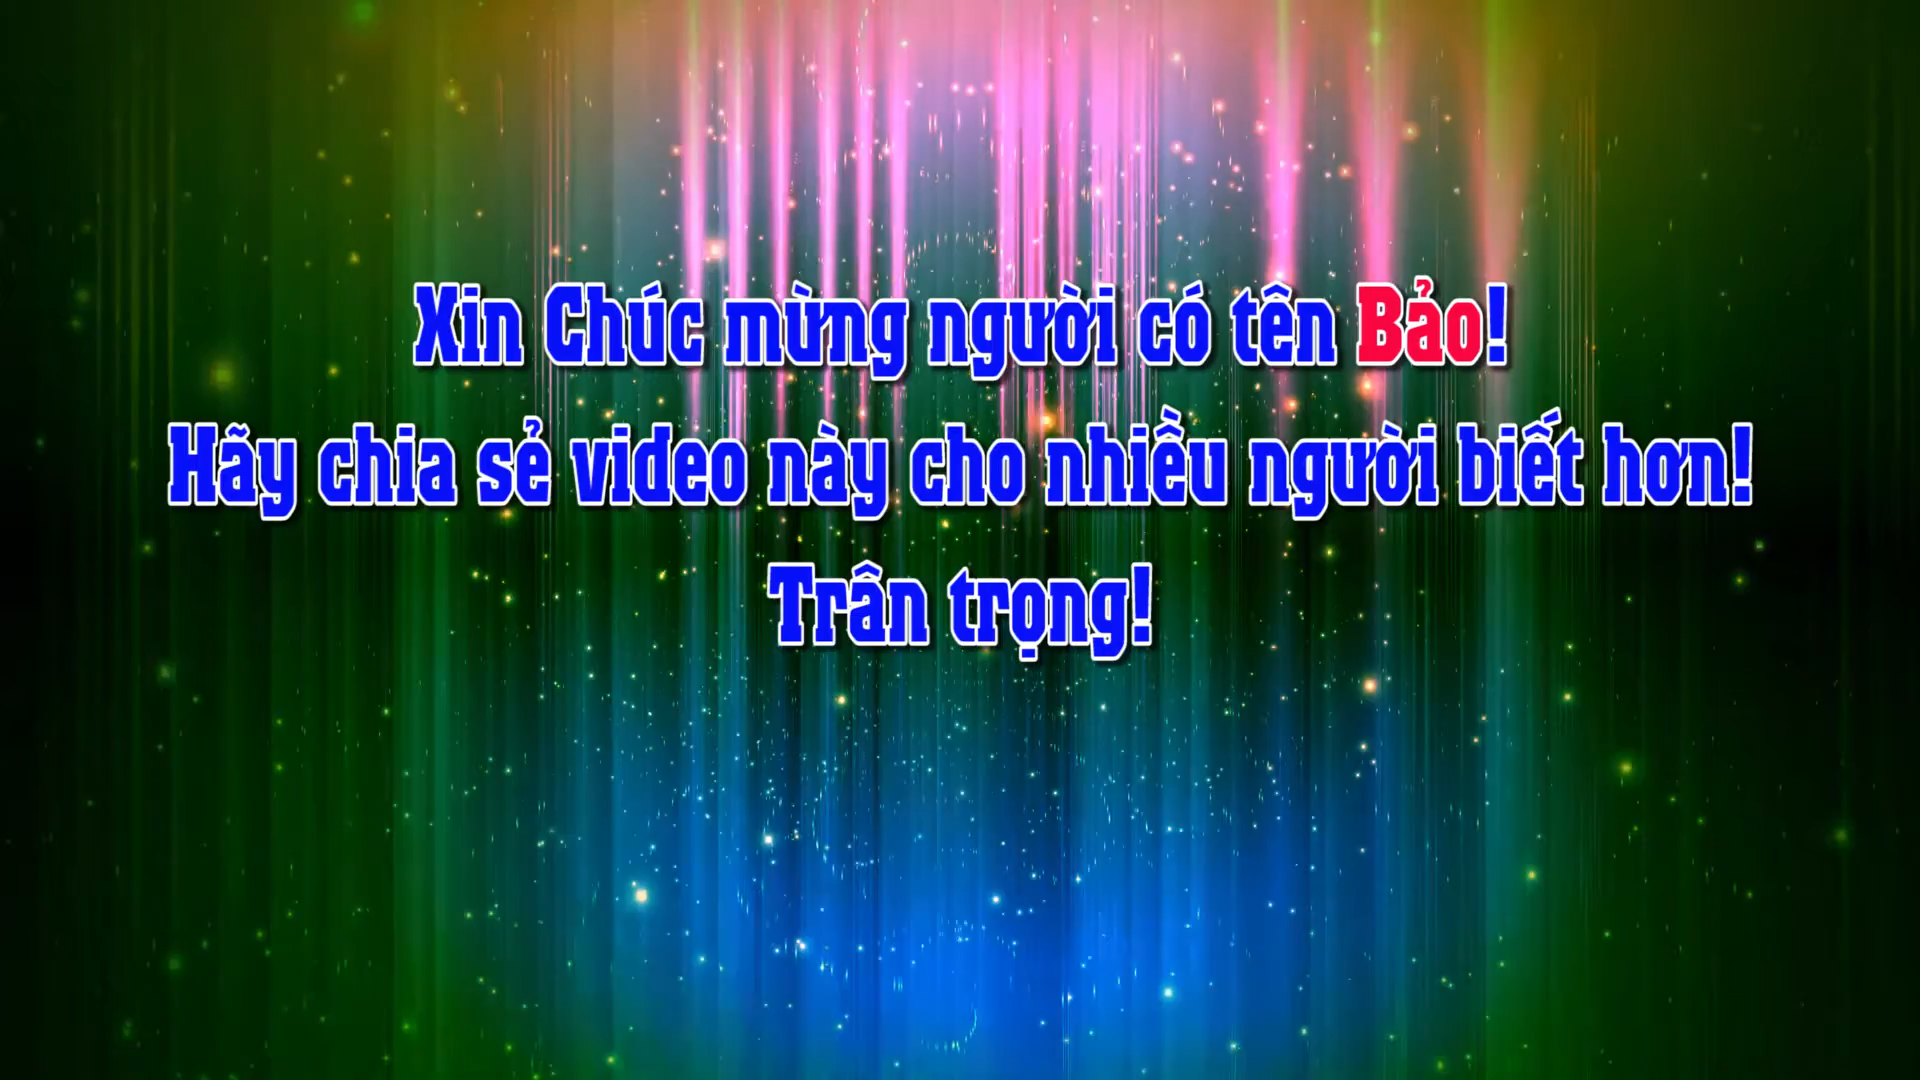 Xin Chúc mừng người có tên Bảo!
Hãy chia sẻ video này cho nhiều người biết hơn!
Trân trọng!